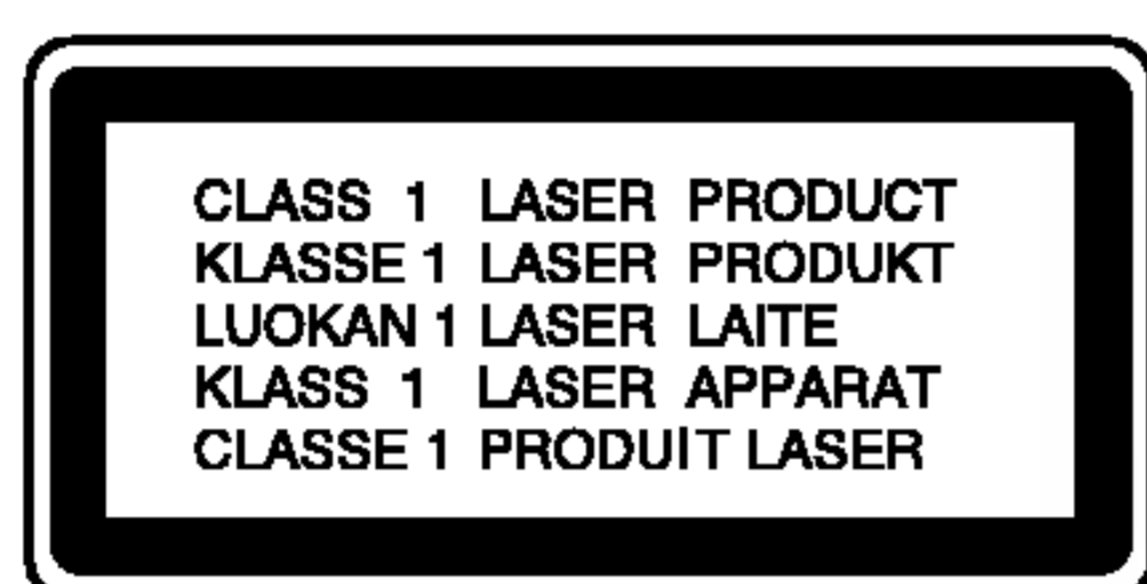 CLASS 1 LASER PRODUCT
KLASSE 1 LASER PRODUKT
LUOKAN 1 LASER LAITE
KLASS 1 LASER APPARAT
CLASSE 1 PRODUIT LASER